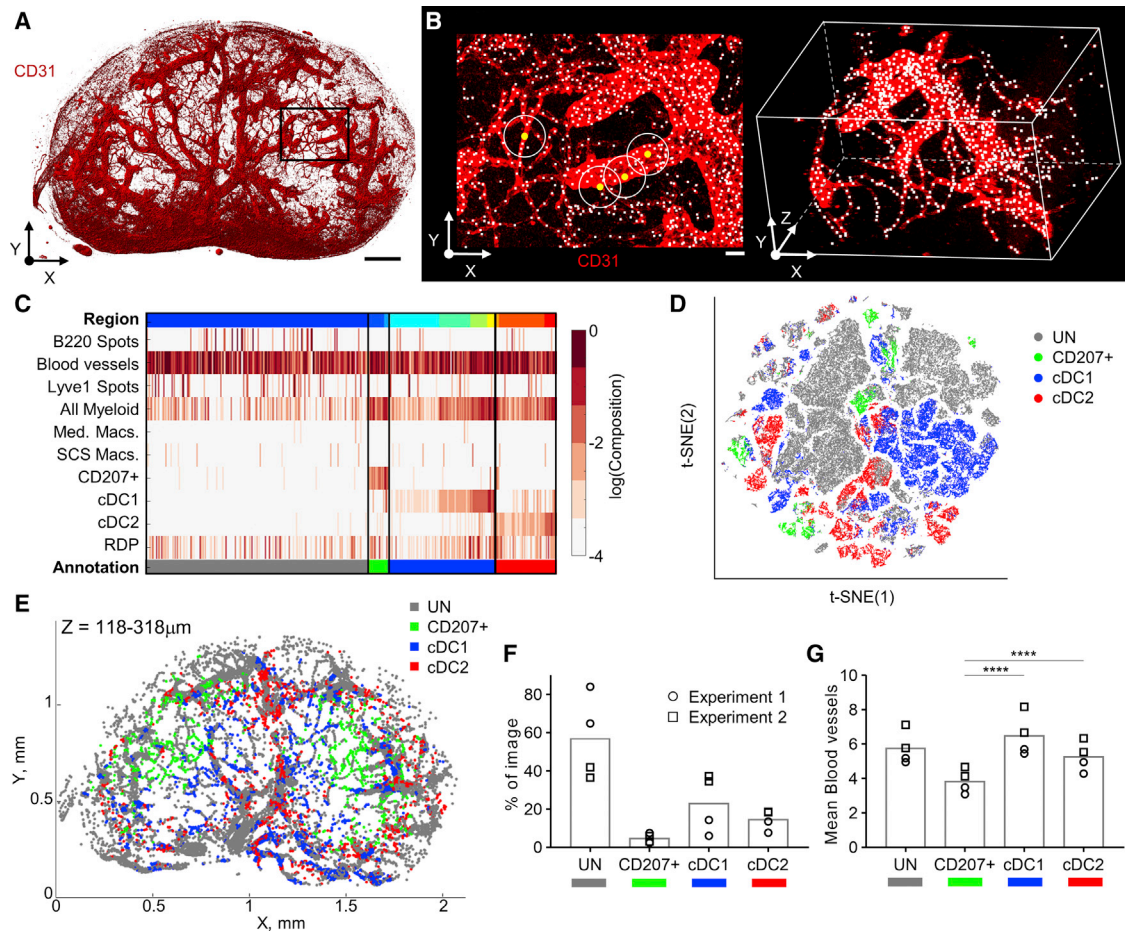 A
CD31
Y
X
B
Y
X
CD31
Z
Y
X
C
Region
B220 Spots
Blood vessels
Lyve1 Spots
All Myeloid
Med. Macs.
SCS Macs.
CD207+
cDC1
cDC2
RDP
Annotation
0
-2
-4
log(Composition)
D
t-SNE(2)
t-SNE(1)
UN
CD207+
cDC1
cDC2
E
Z = 118-318μm
UN
CD207+
cDC1
cDC2
Y, mm
1
0.5
0
0
0.5
1
1.5
2
X, mm
F
% of image
80
60
40
20
0
Experiment 1
Experiment 2
UN
CD207+
cDC1
cDC2
G
Mean Blood vessels
10
8
6
4
2
0
****
****
UN
CD207+
cDC1
cDC2